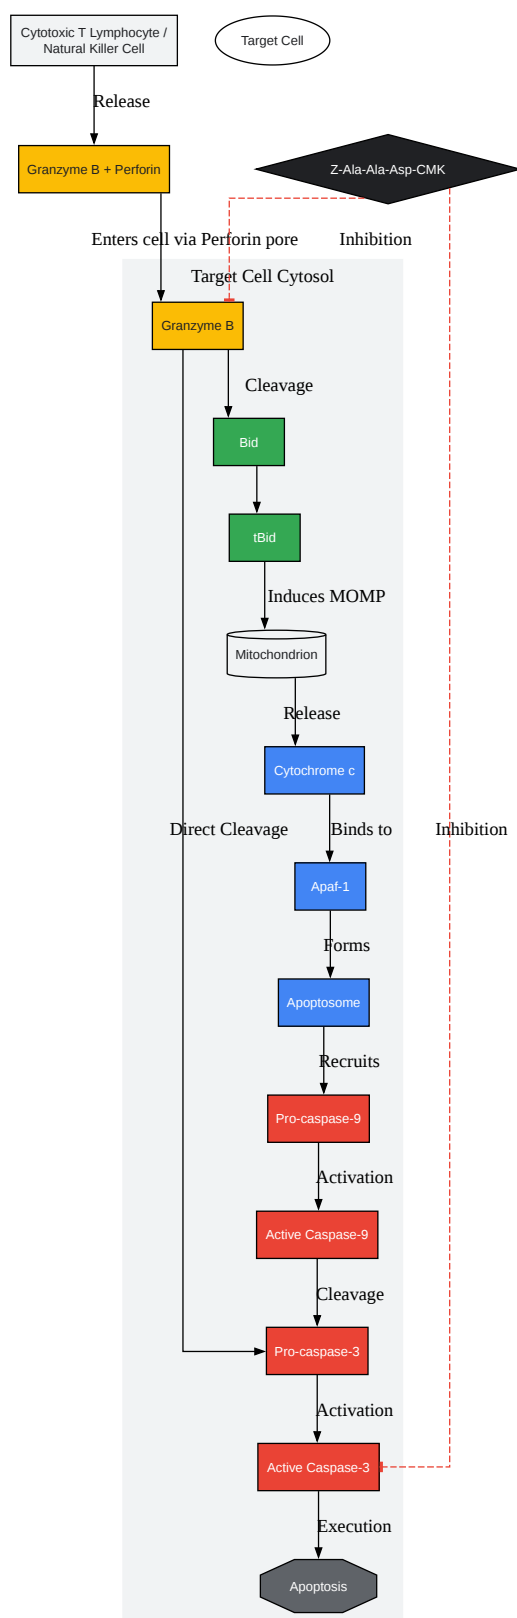 Cytotoxic T Lymphocyte /
Natural Killer Cell
Target Cell
Release
Granzyme B + Perforin
Z-Ala-Ala-Asp-CMK
Enters cell via Perforin pore
Inhibition
Target Cell Cytosol
Granzyme B
Cleavage
Bid
tBid
Induces MOMP
Mitochondrion
Release
Cytochrome c
Direct Cleavage
Binds to
Inhibition
Apaf-1
Forms
Apoptosome
Recruits
Pro-caspase-9
Activation
Active Caspase-9
Cleavage
Pro-caspase-3
Activation
Active Caspase-3
Execution
Apoptosis